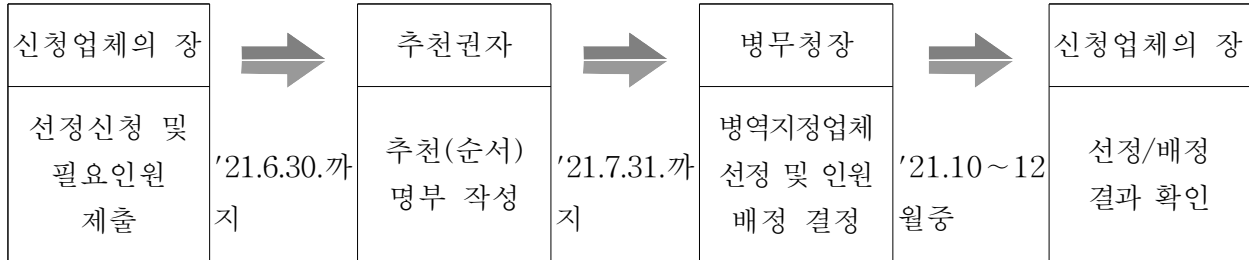 신청업체의 장
추천권자
병무청장
신청업체의 장
선정신청 및
필요인원
제출
'21.6.30.까
지
추천(순서)
명부 작성
'21.7.31.까
지
병역지정업체
선정 및 인원
배정 결정
'21.10～12
월중
선정/배정
결과 확인